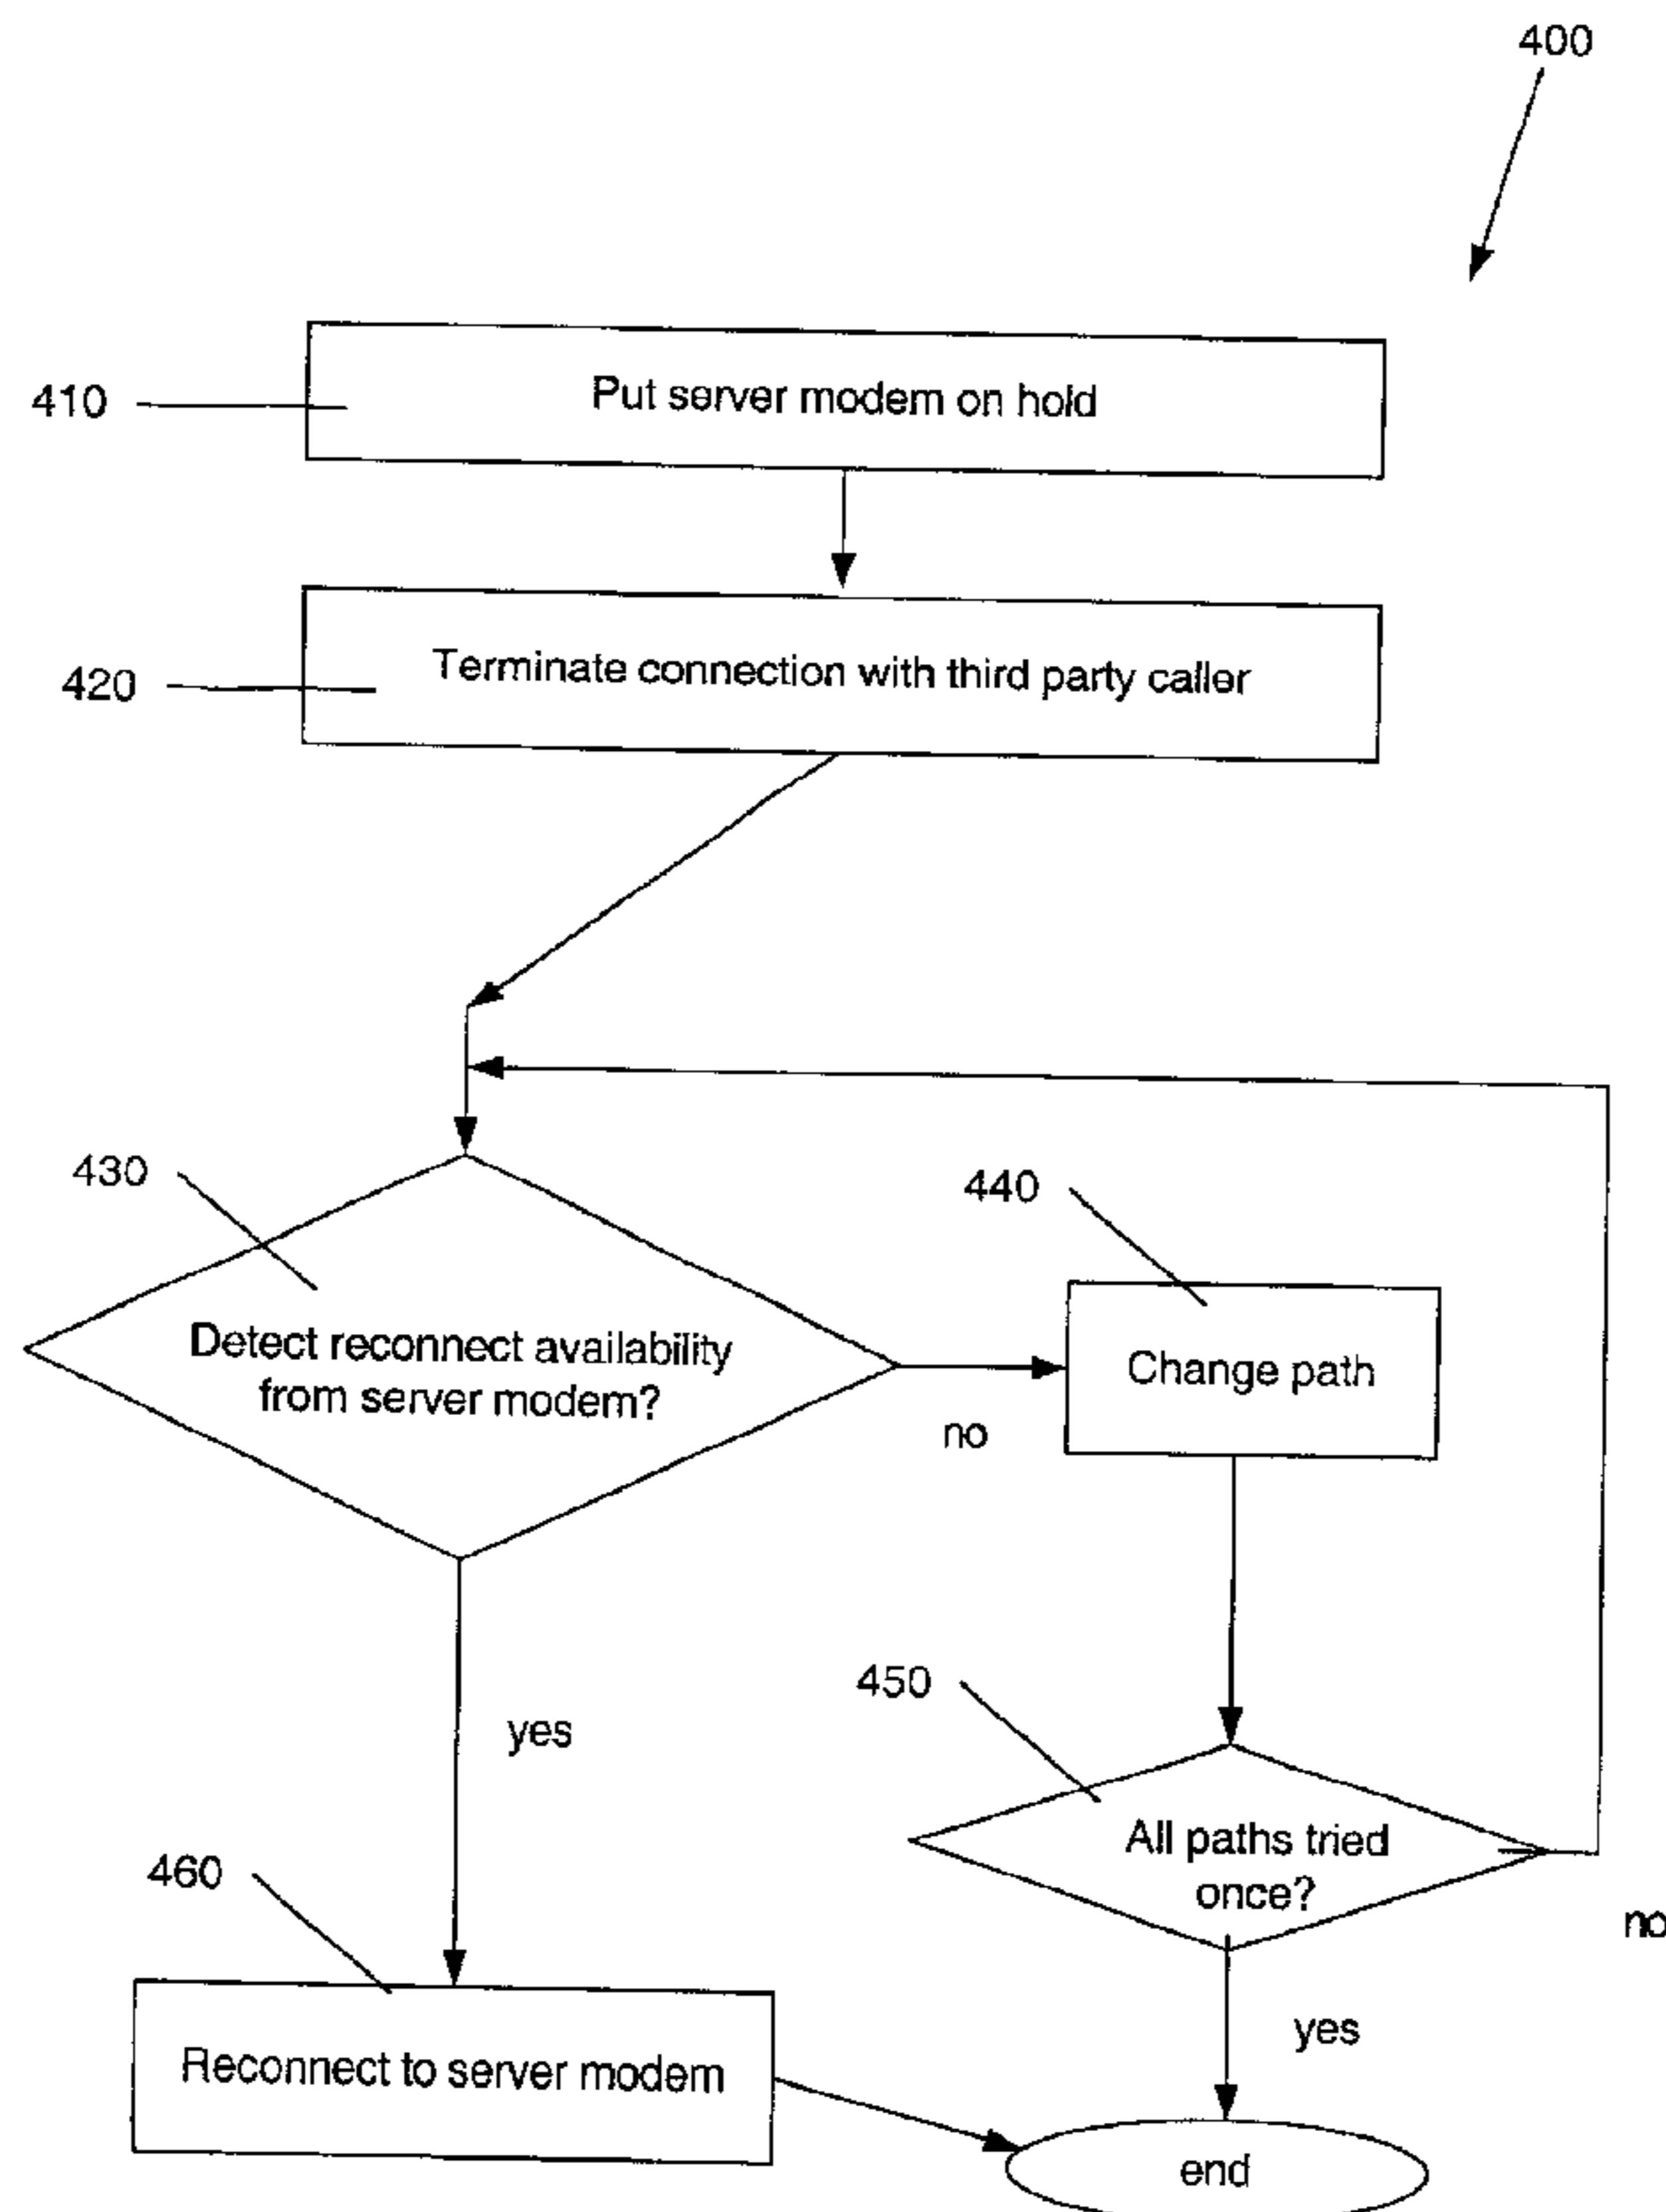 400
410
Put server modem on hold
420
Terminate connection with third party caller
430
440
Detect reconnect availability
from server modem?
Change path
no
450
yes
All paths tried
once?
460
no
Reconnect to server modem
yes
end